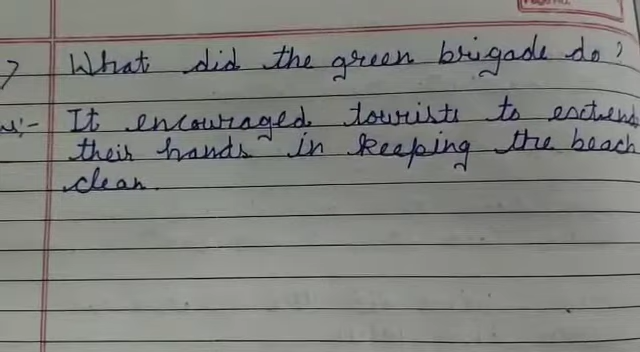 What did the green brigade do?
It encouraged tourists to extend
their hands in keeping the beach
clean.